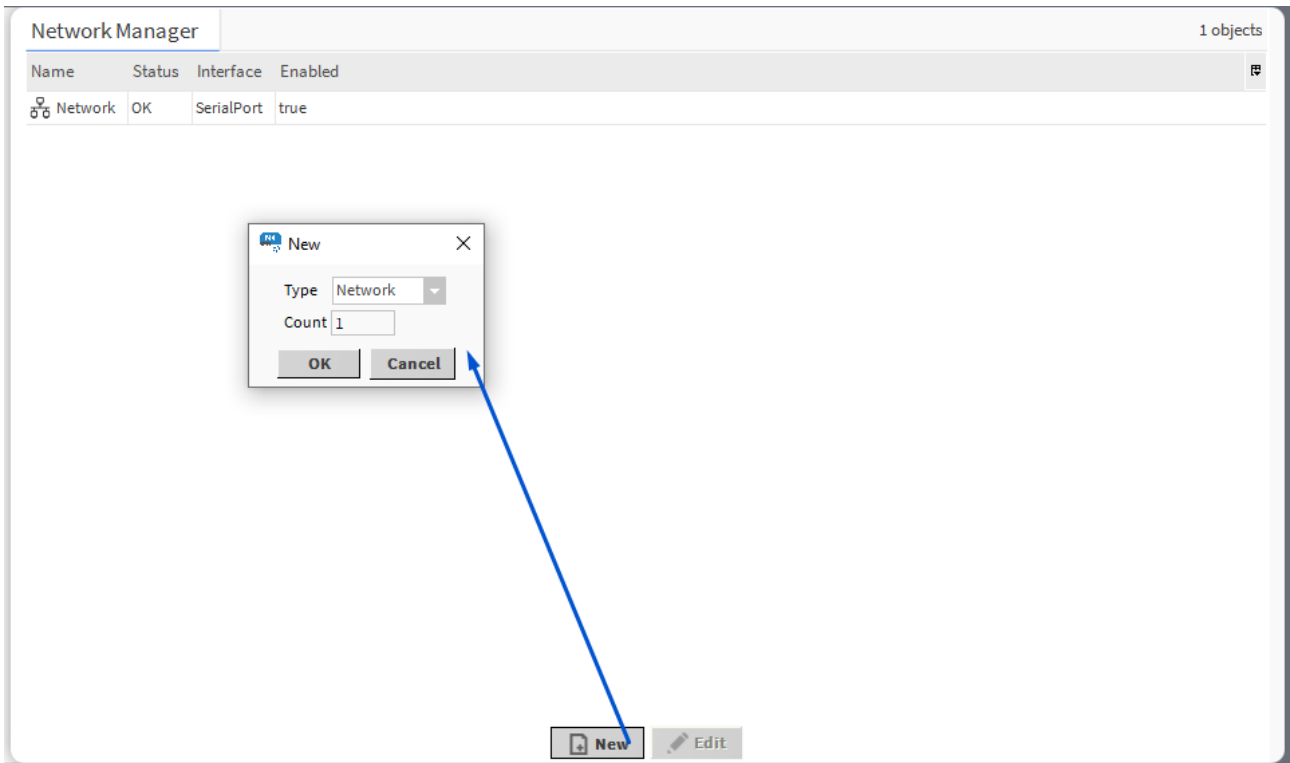 Network Manager 1 objects
Name Status Interface Enabled
Network OK SerialPort true
N4 New
Type Network
Count 1
OK Cancel
New Edit